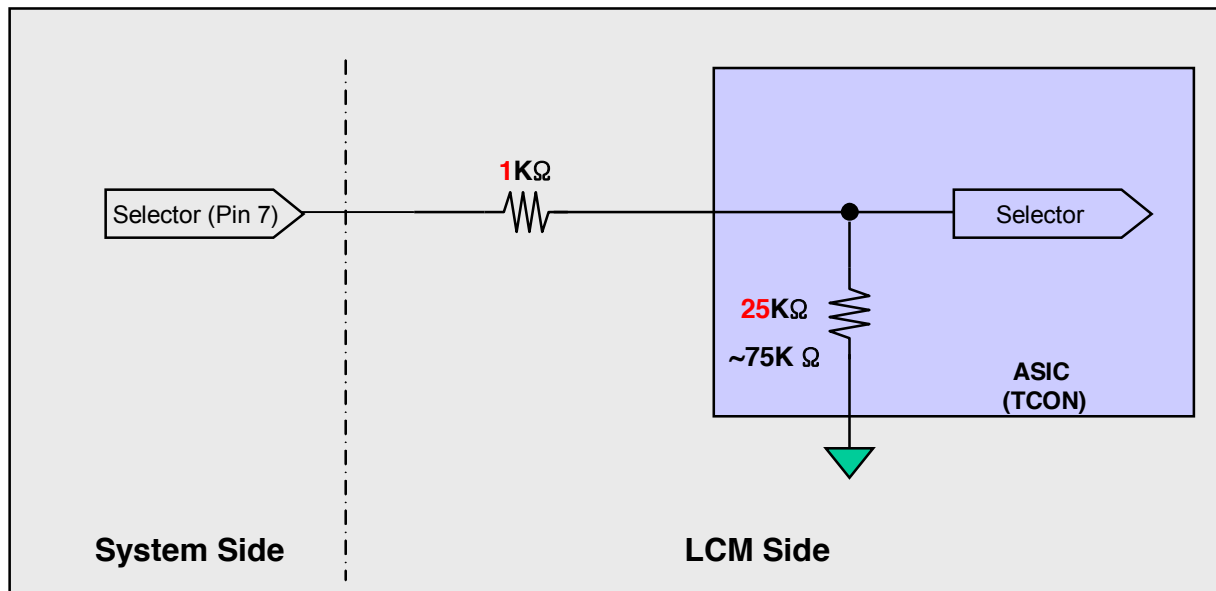 1KΩ
Selector (Pin 7)
Selector
25KΩ
~75K Ω
ASIC
(TCON)
System Side
LCM Side